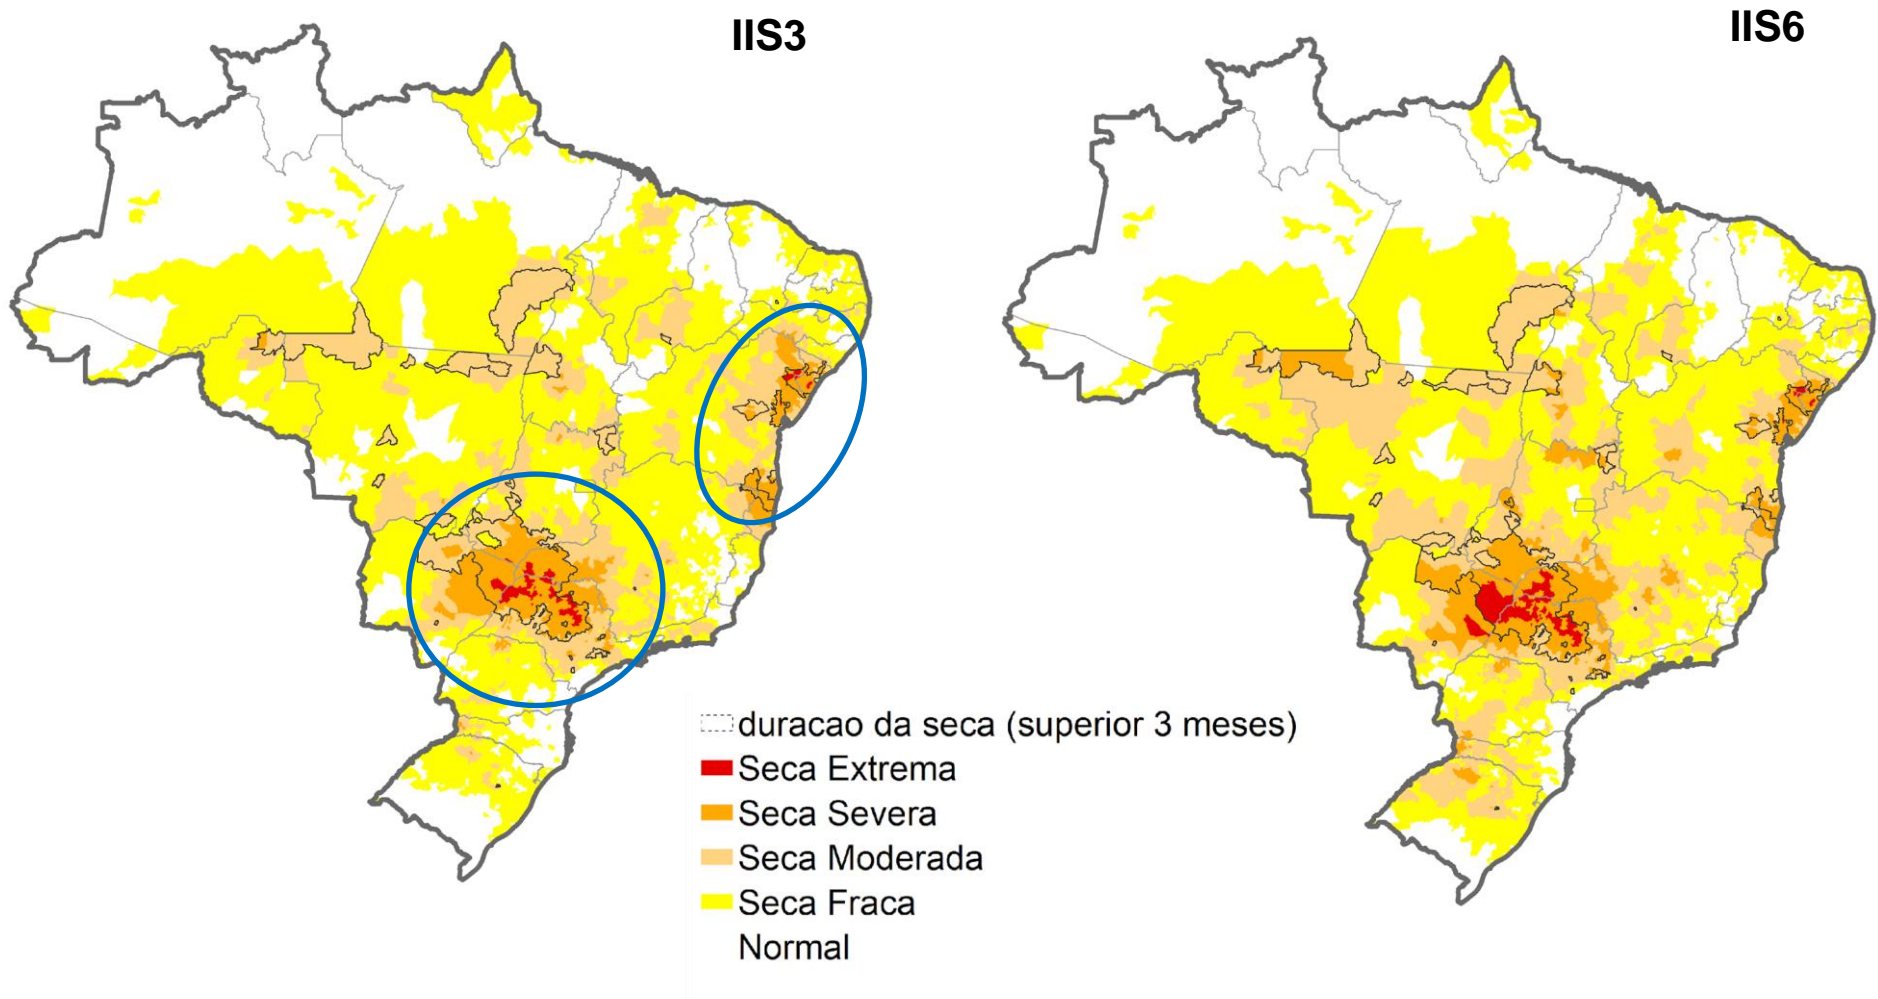 IIS3
IIS6
duracao da seca (superior 3 meses)
Seca Extrema
Seca Severa
Seca Moderada
Seca Fraca
Normal